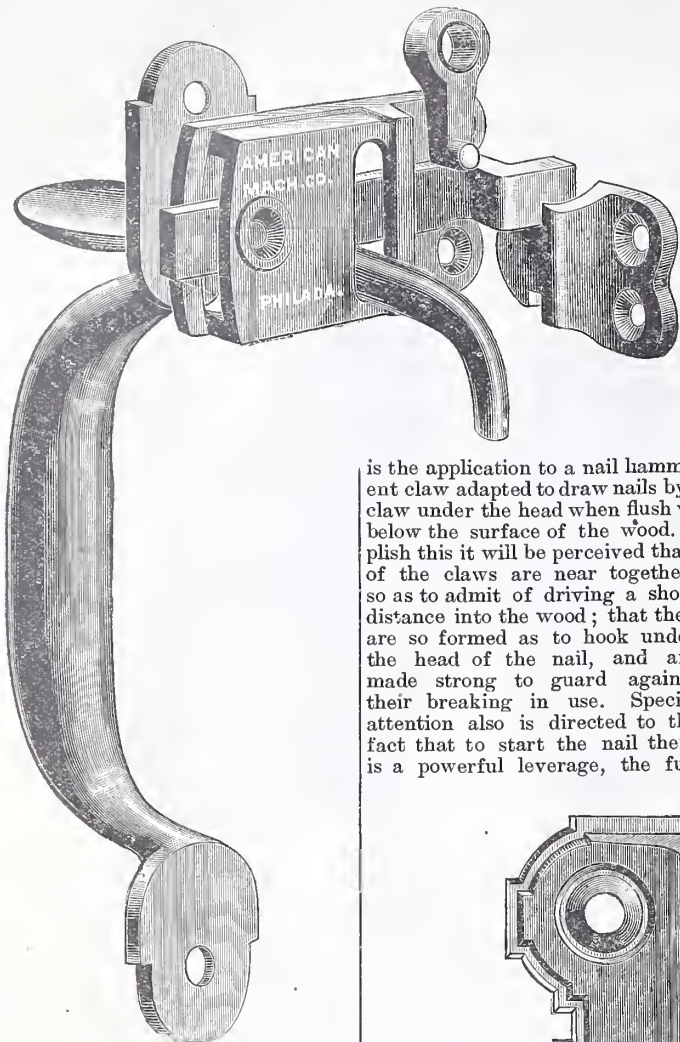 AMERICAN
MACH. CO.
PHILADA.
is the application to a nail hamm
ent claw adapted to draw nails by
claw under the head when flush
below the surface of the wood.
plish this it will be perceived tha
of the claws are near togethe
so as to admit of driving a sho
distance into the wood; that the
are so formed as to hook unde
the head of the nail, and a
made strong to guard again
their breaking in use. Speci
attention also is directed to th
fact that to start the nail the
is a powerful leverage, the fu